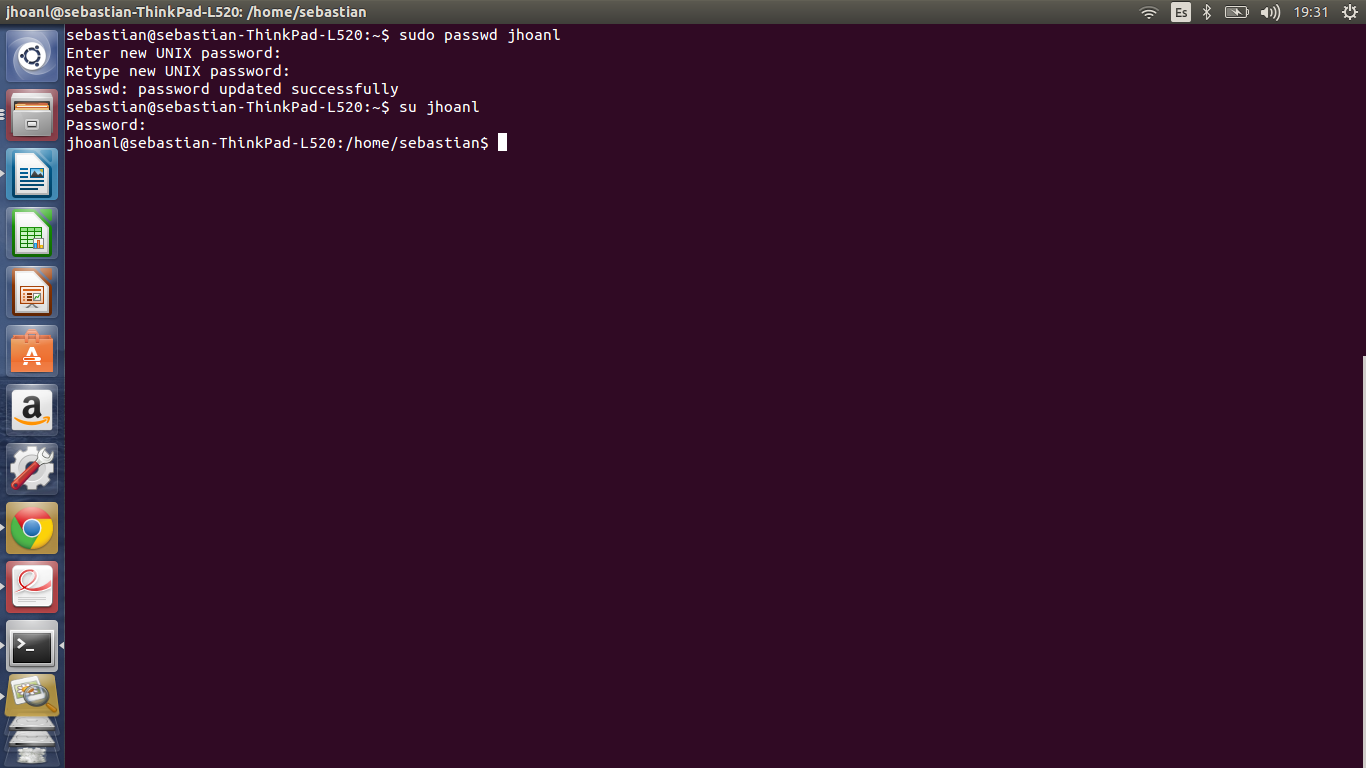 jhoanl@sebastian-ThinkPad-L520: /home/sebastian
Es
19:31
sebastian@sebastian-ThinkPad-L520:~$ sudo passwd jhoanl
Enter new UNIX password:
Retype new UNIX password:
passwd: password updated successfully
sebastian@sebastian-ThinkPad-L520:~$ su jhoanl
Password:
jhoanl@sebastian-ThinkPad-L520:/home/sebastian$